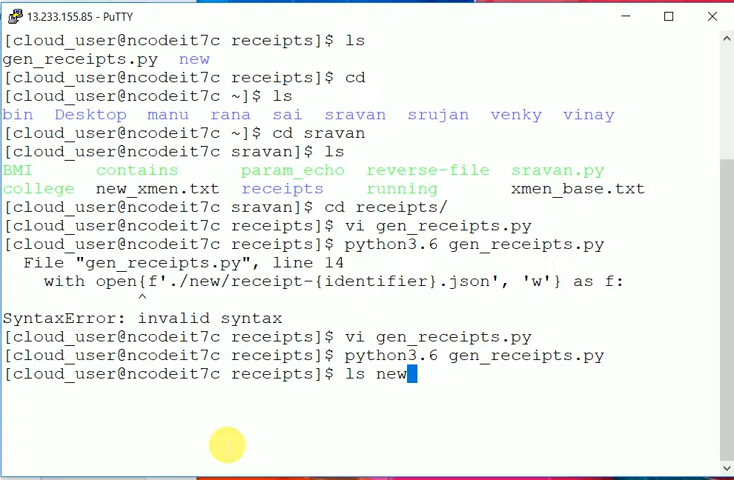 13.233.155.85 - PuTTY
[cloud_user@ncodeit7c receipts]$ ls
gen_receipts.py  new
[cloud_user@ncodeit7c receipts]$ cd
[cloud_user@ncodeit7c ~]$ ls
bin  Desktop  manu  rana  sai  sravan  srujan  venky  vinay
[cloud_user@ncodeit7c ~]$ cd sravan
[cloud_user@ncodeit7c sravan]$ ls
BMI      contains      param_echo  reverse-file  sravan.py
college  new_xmen.txt  receipts    running       xmen_base.txt
[cloud_user@ncodeit7c sravan]$ cd receipts/
[cloud_user@ncodeit7c receipts]$ vi gen_receipts.py
[cloud_user@ncodeit7c receipts]$ python3.6 gen_receipts.py
  File "gen_receipts.py", line 14
    with open{f'./new/receipt-{identifier}.json', 'w'} as f:
             ^
SyntaxError: invalid syntax
[cloud_user@ncodeit7c receipts]$ vi gen_receipts.py
[cloud_user@ncodeit7c receipts]$ python3.6 gen_receipts.py
[cloud_user@ncodeit7c receipts]$ ls new